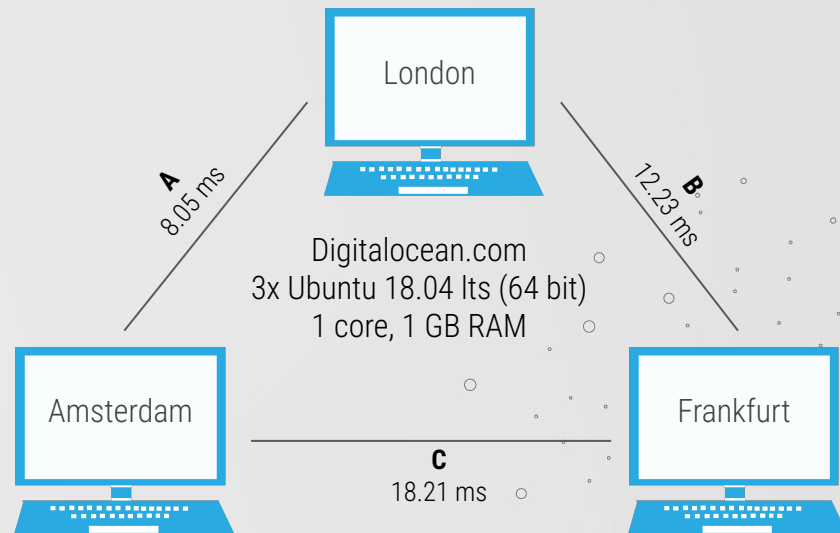 London
A
8.05 ms
B
12.23 ms
Digitalocean.com
3x Ubuntu 18.04 lts (64 bit)
1 core, 1 GB RAM
Amsterdam
Frankfurt
C
18.21 ms